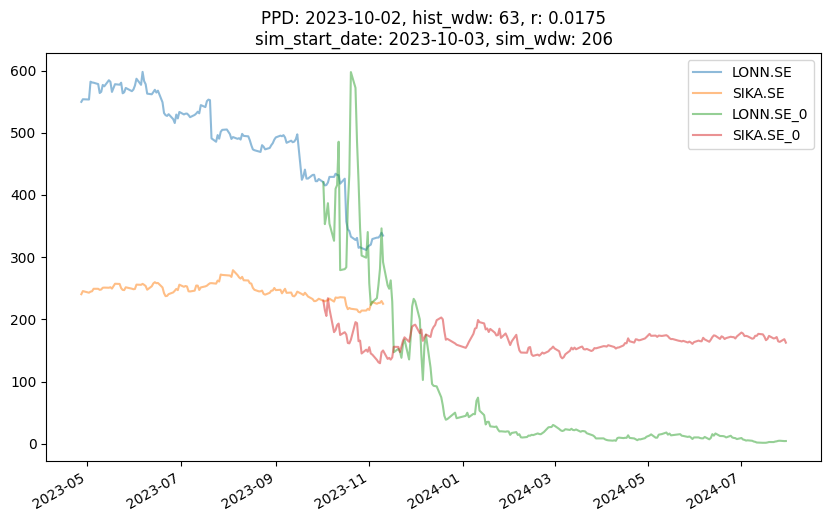 PPD: 2023-10-02, hist_wdw: 63, r: 0.0175
sim_start_date: 2023-10-03, sim_wdw: 206
LONN.SE
SIKA.SE
LONN.SE_0
SIKA.SE_0
600
500
400
300
200
100
0
2023-05
2023-07
2023-09
2023-11
2024-01
2024-03
2024-05
2024-07